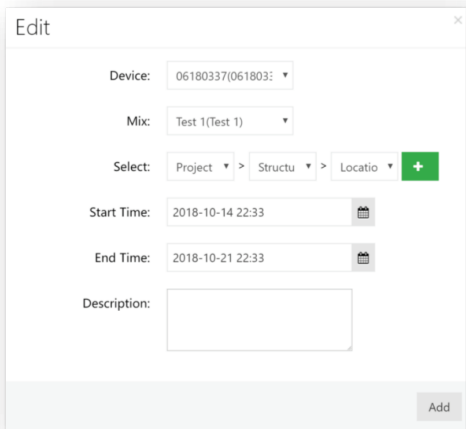 Edit
×
Device: 06180337(061803
Mix: Test 1(Test 1)
Select: Project > Structu > Locatio +
Start Time: 2018-10-14 22:33
End Time: 2018-10-21 22:33
Description:
Add